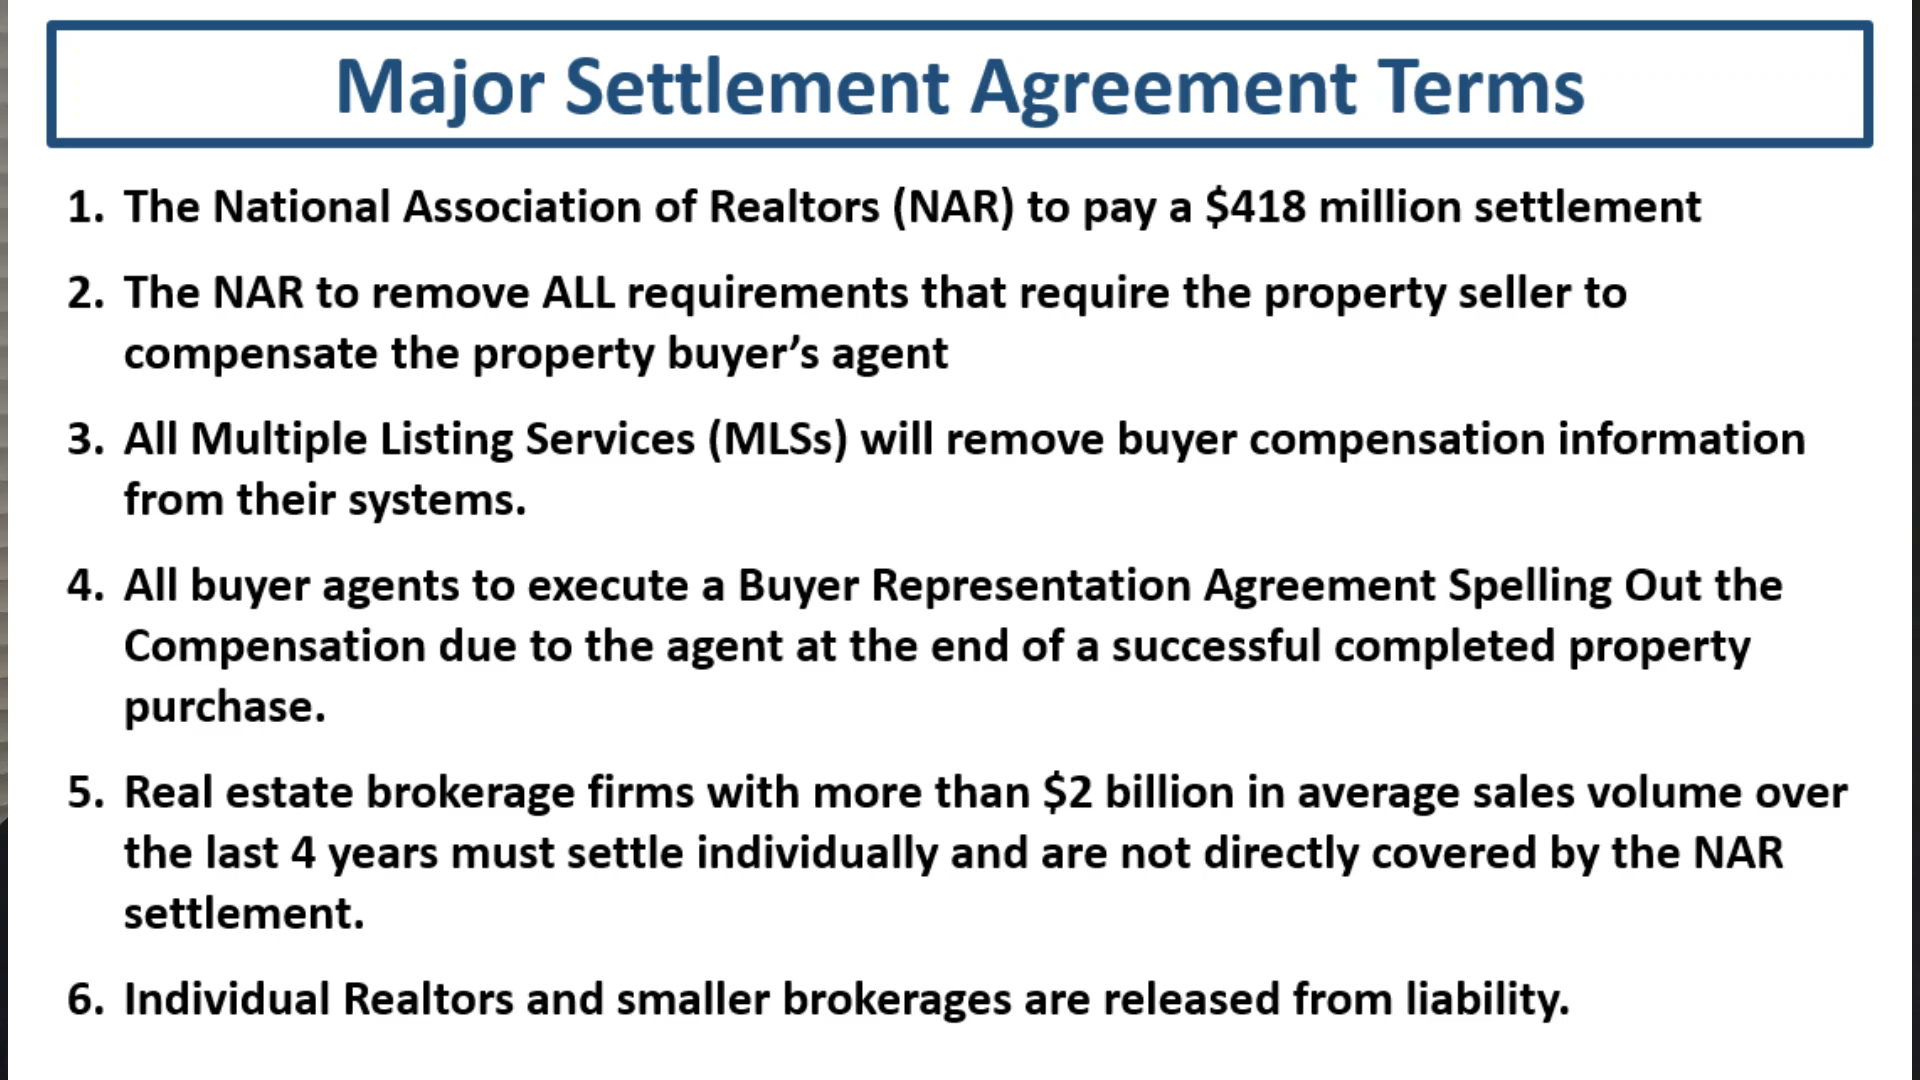 Major Settlement Agreement Terms
1. The National Association of Realtors (NAR) to pay a $418 million settlement
2. The NAR to remove ALL requirements that require the property seller to
compensate the property buyer’s agent
3. All Multiple Listing Services (MLSs) will remove buyer compensation information
from their systems.
4. All buyer agents to execute a Buyer Representation Agreement Spelling Out the
Compensation due to the agent at the end of a successful completed property
purchase.
5. Real estate brokerage firms with more than $2 billion in average sales volume over
the last 4 years must settle individually and are not directly covered by the NAR
settlement.
6. Individual Realtors and smaller brokerages are released from liability.